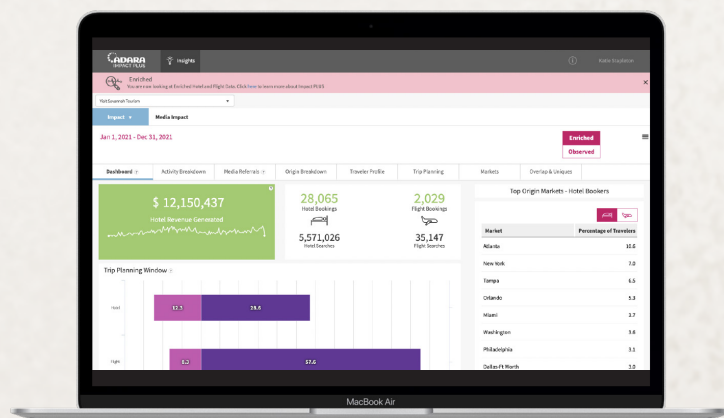 ADARA
IMPACT PLUS
Insights
Katie Stapleton
Enriched
You are now looking at Enriched Hotel and Flight Data. Click here to learn more about Impact PLUS
Visit Savannah Tourism
Impact
Media Impact
Jan 1, 2021 - Dec 31, 2021
Enriched
Observed
Dashboard
Activity Breakdown
Media Referrals
Origin Breakdown
Traveler Profile
Trip Planning
Markets
Overlap & Uniques
$ 12,150,437
Hotel Revenue Generated
28,065
Hotel Bookings
5,571,026
Hotel Searches
2,029
Flight Bookings
35,147
Flight Searches
Top Origin Markets - Hotel Bookers
Market Percentage of Travelers
Atlanta 10.6
New York 7.0
Tampa 6.5
Orlando 5.3
Miami 3.7
Washington 3.6
Philadelphia 3.1
Dallas-Ft Worth 3.0
Trip Planning Window
Hotel
12.3 28.6
Flight
8.3 57.6
MacBook Air